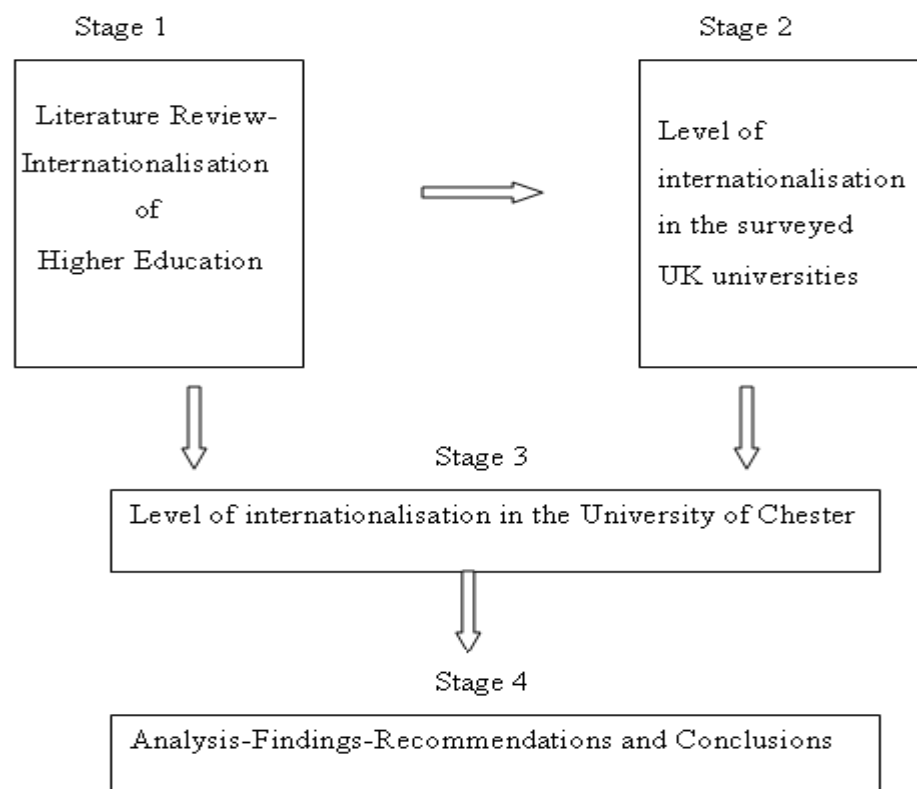 Stage 1
Stage 2
Literature Review-
Internationalisation
of
Higher Education
Level of
internationalisation
in the surveyed
UK universities
Stage 3
Level of internationalisation in the University of Chester
Stage 4
Analysis-Findings-Recommendations and Conclusions